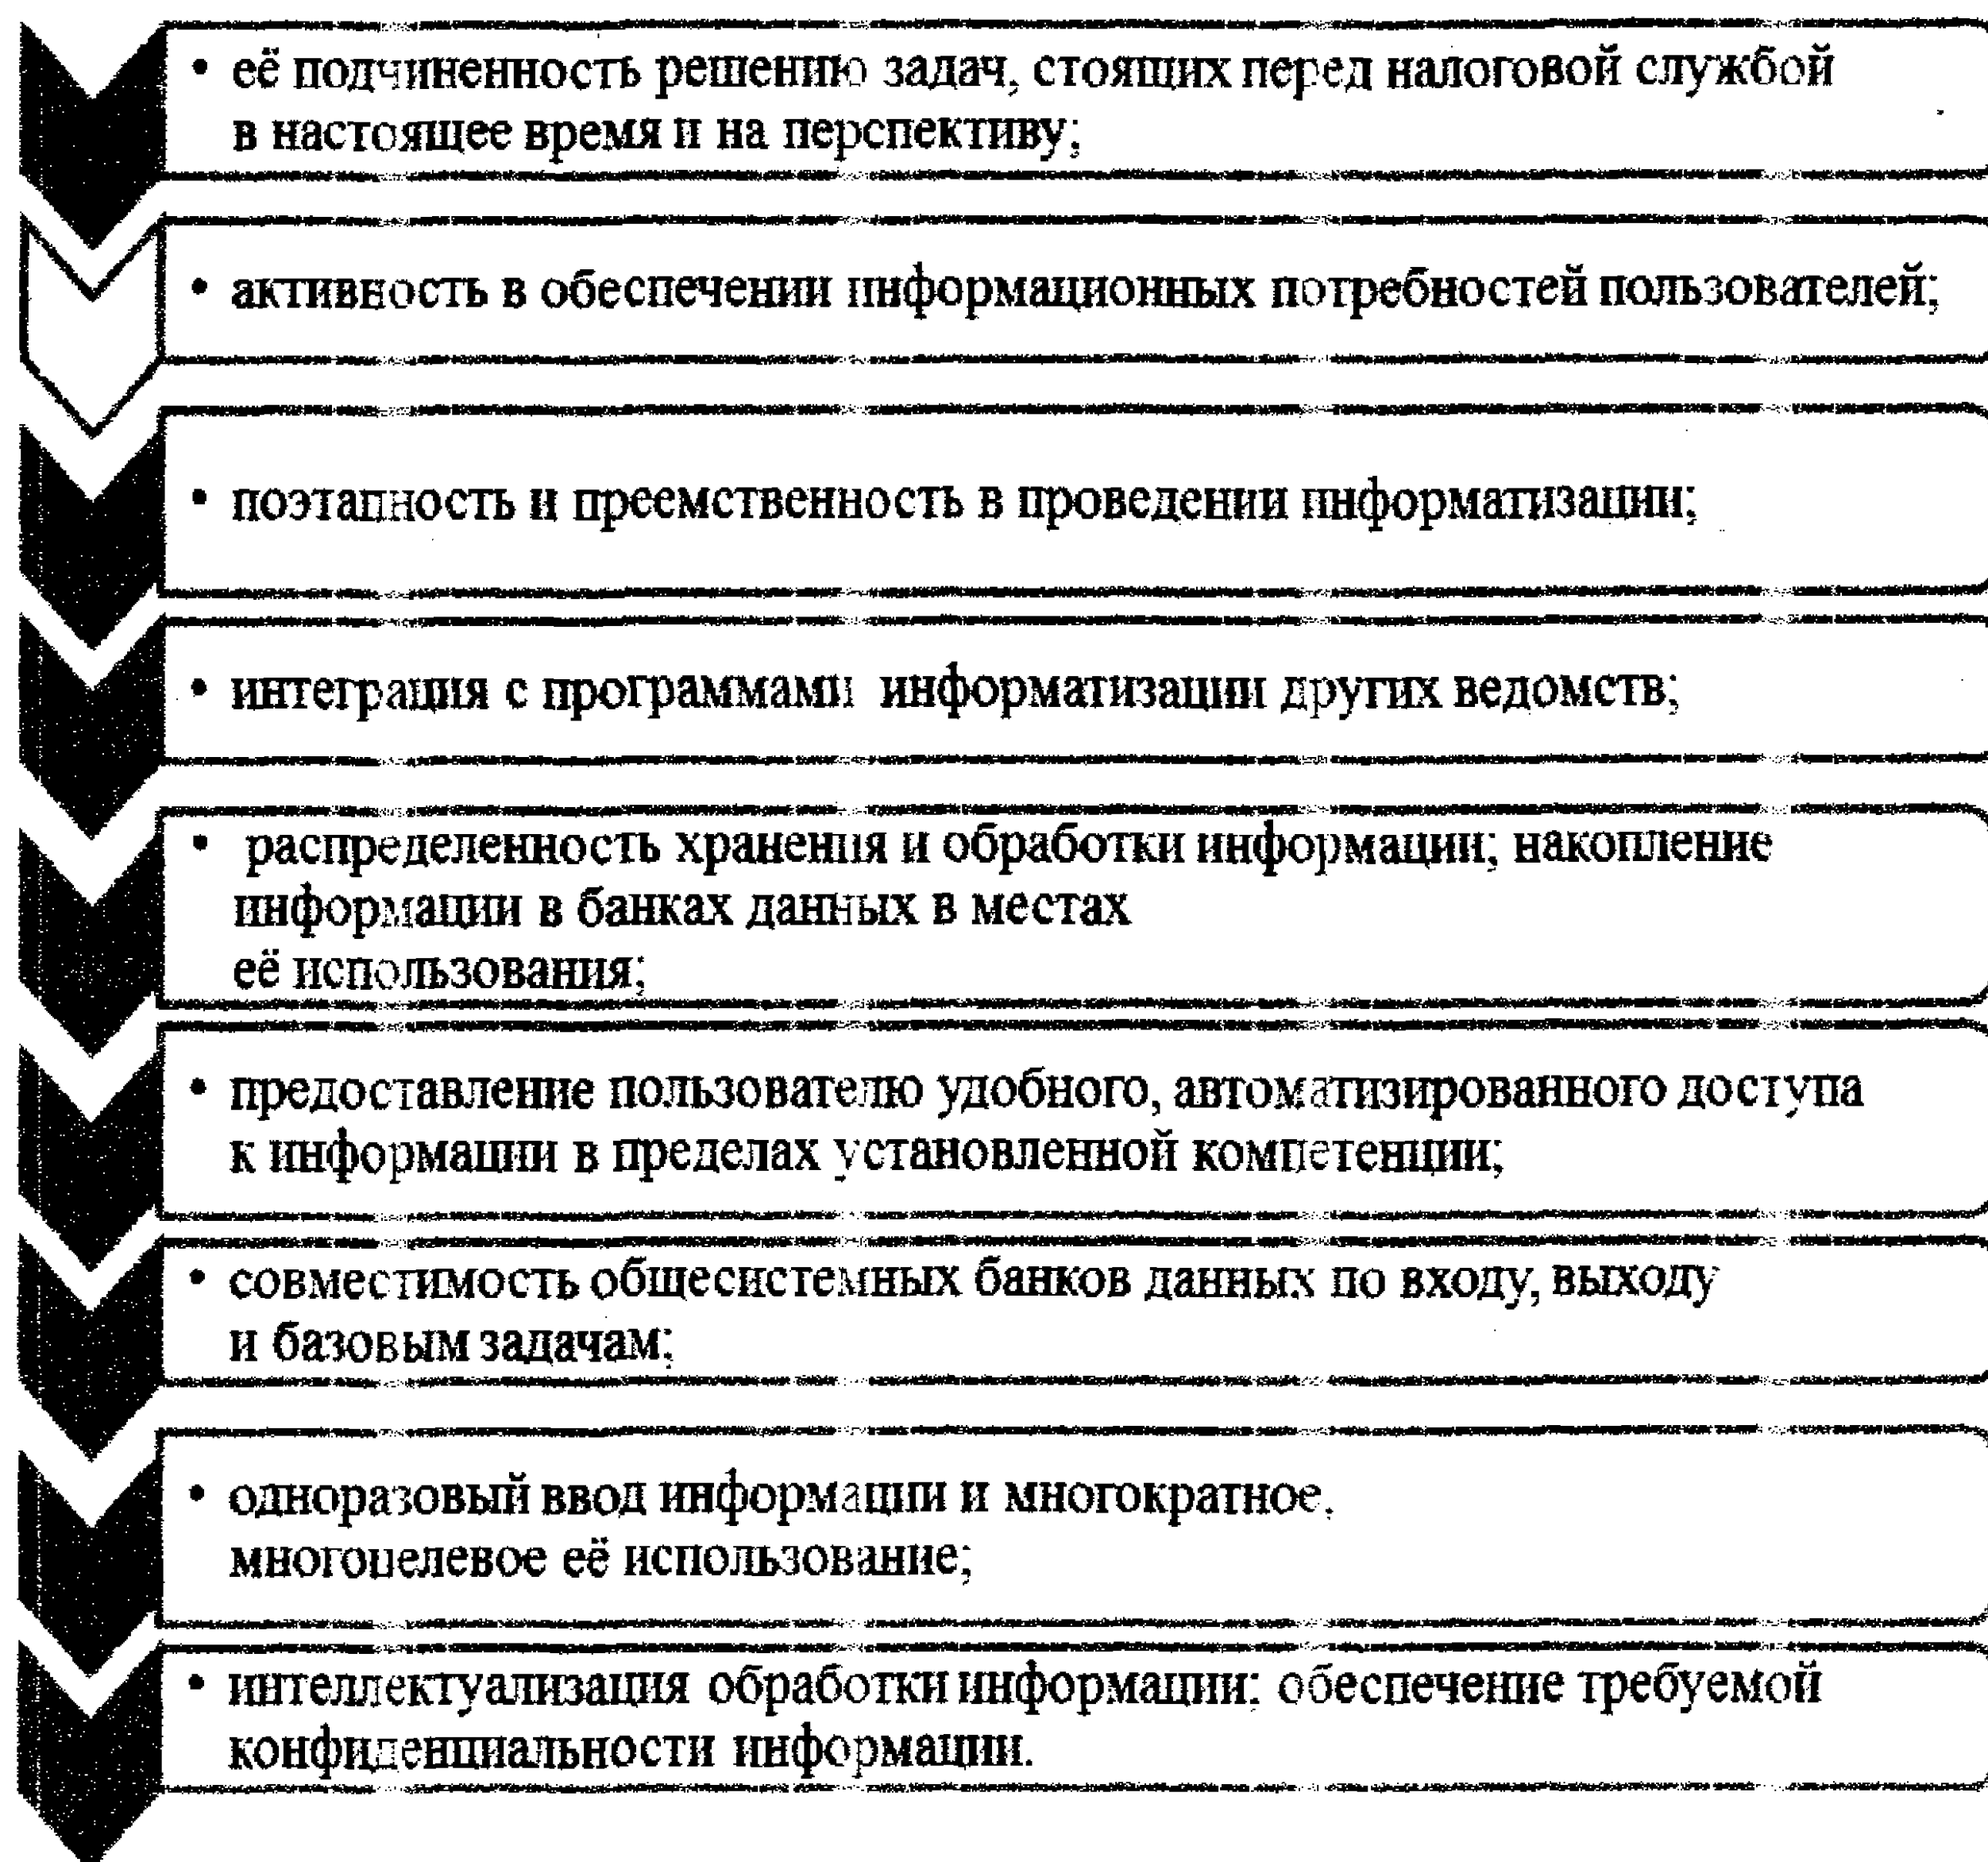 • её подчиненность решению задач, стоящих перед налоговой службой
в настоящее время и на перспективу;
• активность в обеспечении информационных потребностей пользователей;
• поэтапность и преемственность в проведении информатизации;
• интеграция с программами информатизации других ведомств;
• распределенность хранения и обработки информации; накопление
информации в банках данных в местах
её использования;
• предоставление пользователю удобного, автоматизированного доступа
к информации в пределах установленной компетенции;
• совместимость общесистемных банков данных по входу, выходу
и базовым задачам;
• одноразовый ввод информации и многократное,
многоцелевое её использование;
• интеллектуализация обработки информации; обеспечение требуемой
конфиденциальности информации.